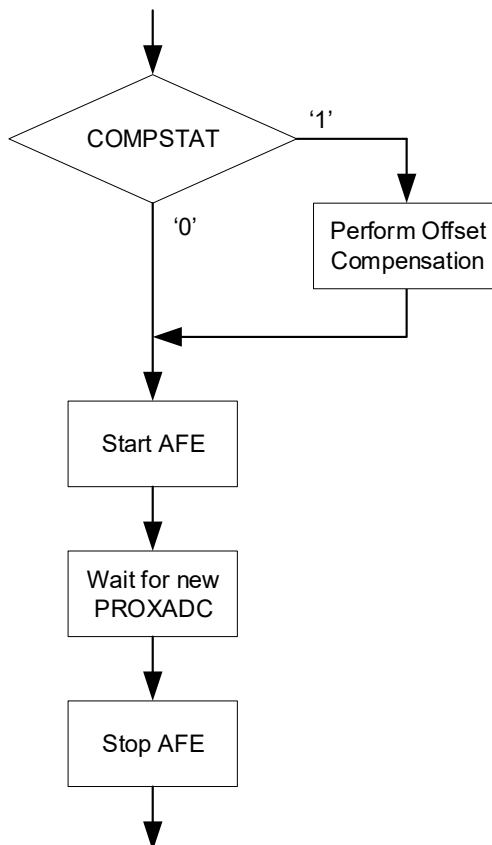 COMPSTAT
‘1’
‘0’
Perform Offset
Compensation
Start AFE
Wait for new
PROXADC
Stop AFE